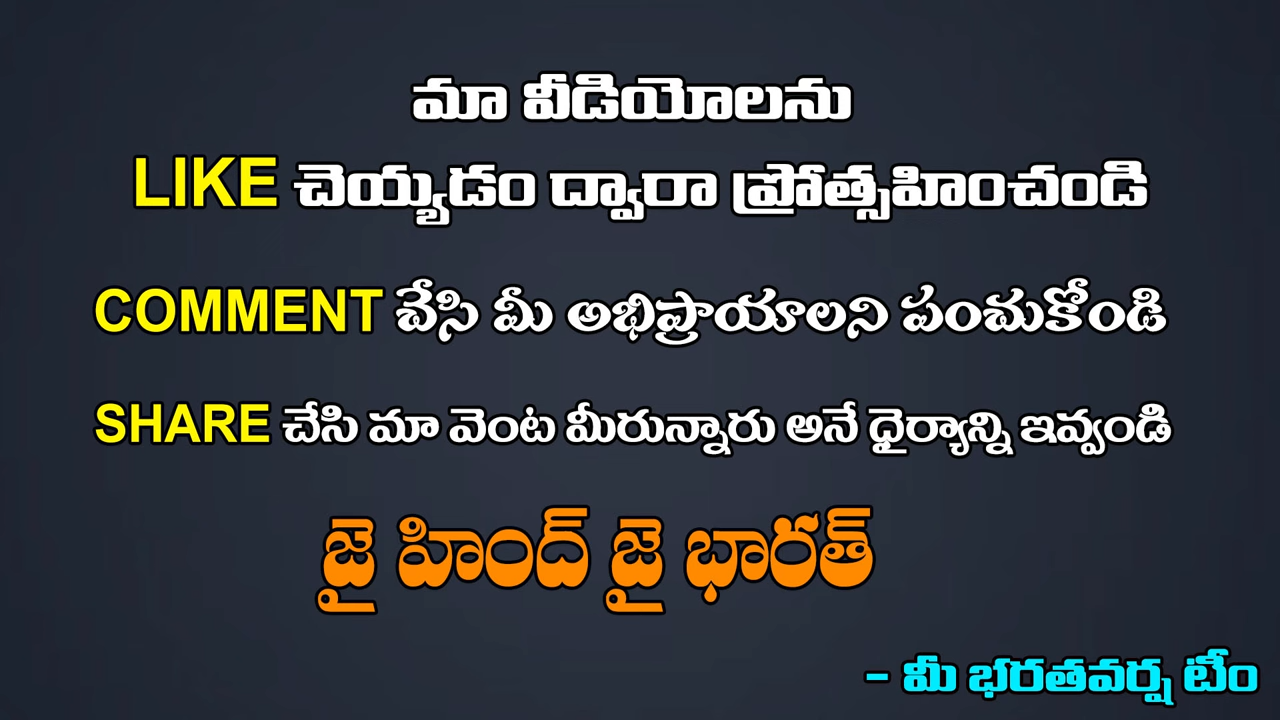 మా వీడియోలను
LIKE చెయ్యడం ద్వారా ప్రోత్సహించండి
COMMENT చేసి మీ అభిప్రాయాలని పంచుకోండి
SHARE చేసి మా వెంట మీరున్నారు అనే ధైర్యాన్ని ఇవ్వండి
జై హింద్ జై భారత్
- మీ భరతవర్ష టీం